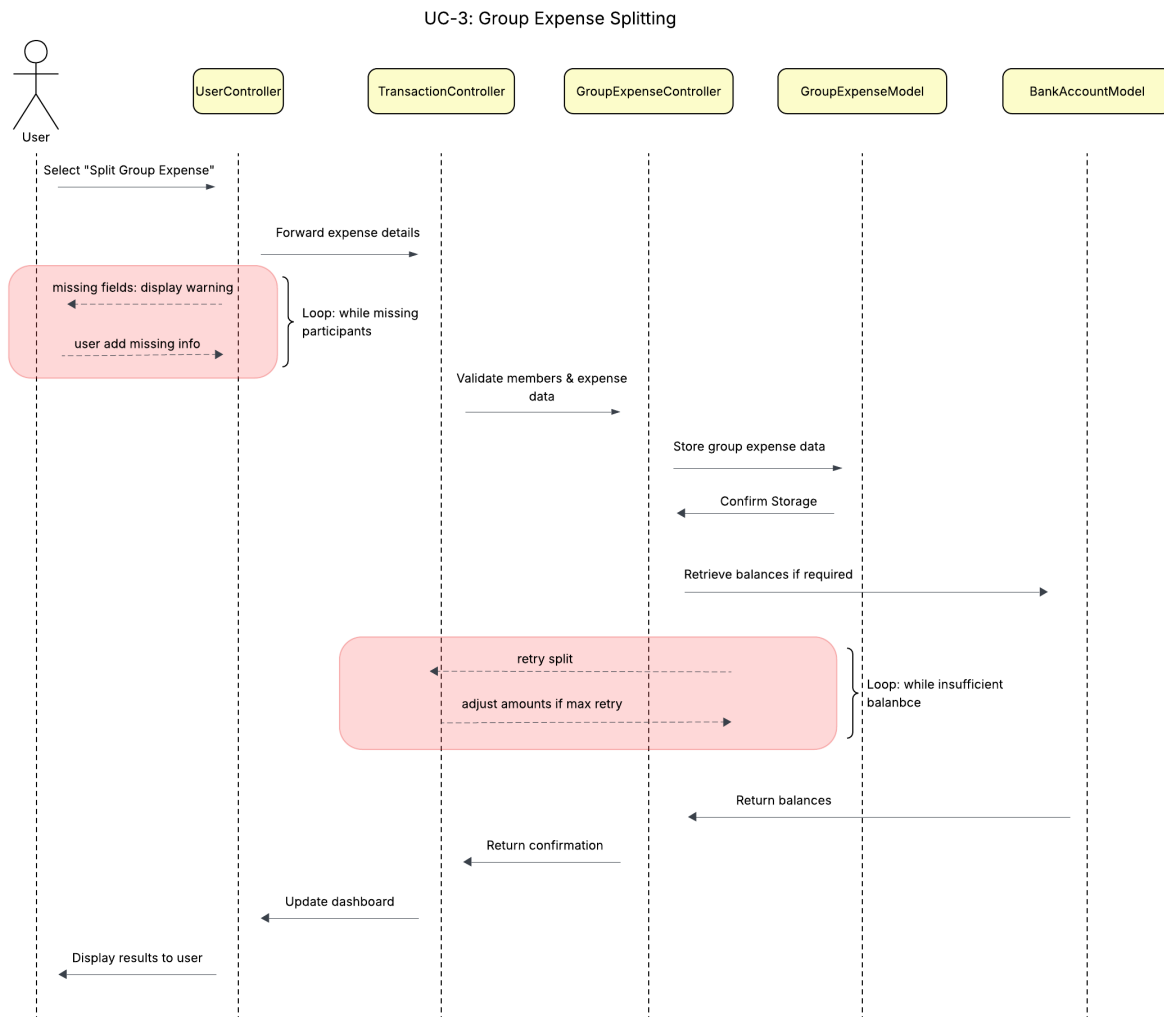 UC-3: Group Expense Splitting
UserController
TransactionController
GroupExpenseController
GroupExpenseModel
BankAccountModel
User
Select "Split Group Expense"
Forward expense details
missing fields: display warning
Loop: while missing
participants
user add missing info
Validate members & expense
data
Store group expense data
Confirm Storage
Retrieve balances if required
retry split
Loop: while insufficient
balanbce
adjust amounts if max retry
Return balances
Return confirmation
Update dashboard
Display results to user